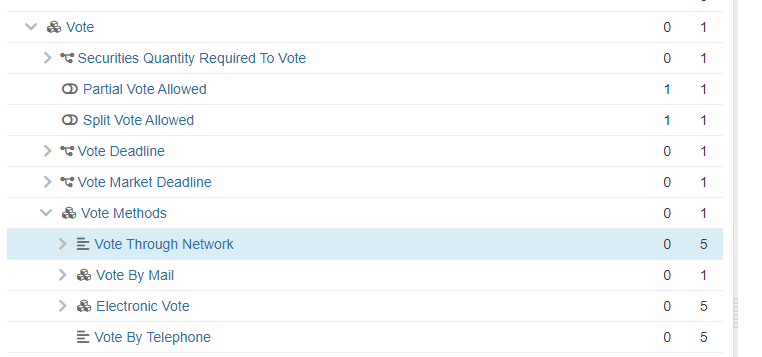 Vote 0 1
Securities Quantity Required To Vote 0 1
Partial Vote Allowed 1 1
Split Vote Allowed 1 1
Vote Deadline 0 1
Vote Market Deadline 0 1
Vote Methods 0 1
Vote Through Network 0 5
Vote By Mail 0 1
Electronic Vote 0 5
Vote By Telephone 0 5